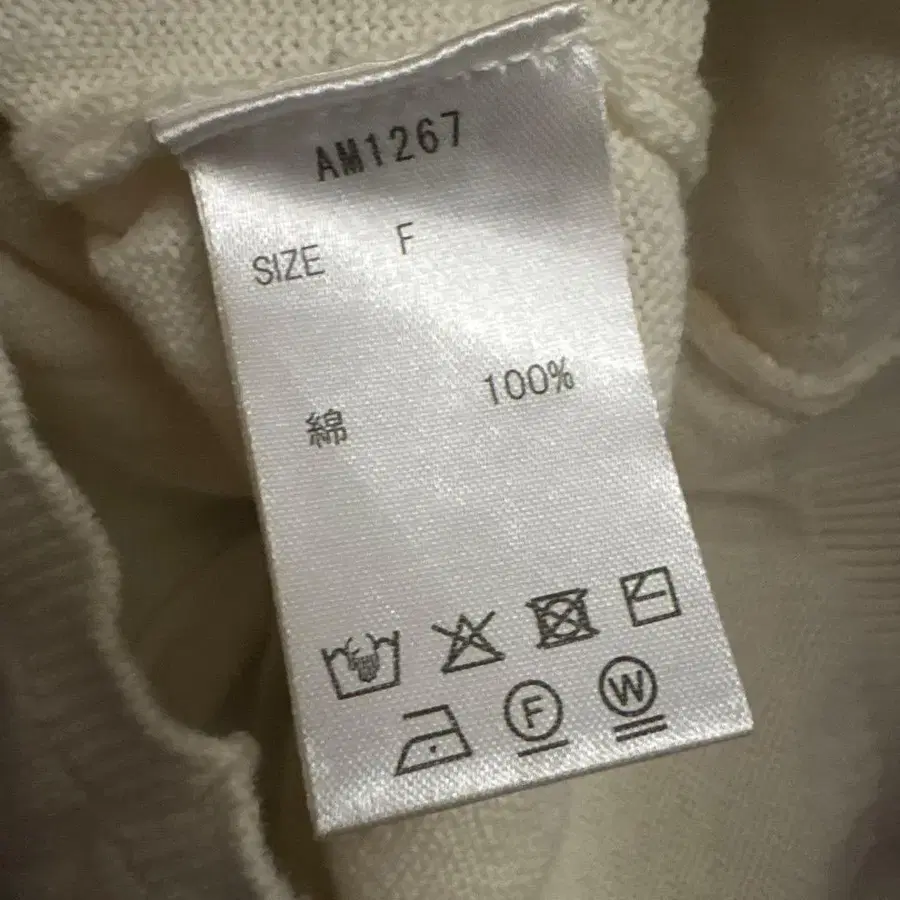 AM1267
SIZE F
綿 100%
F W